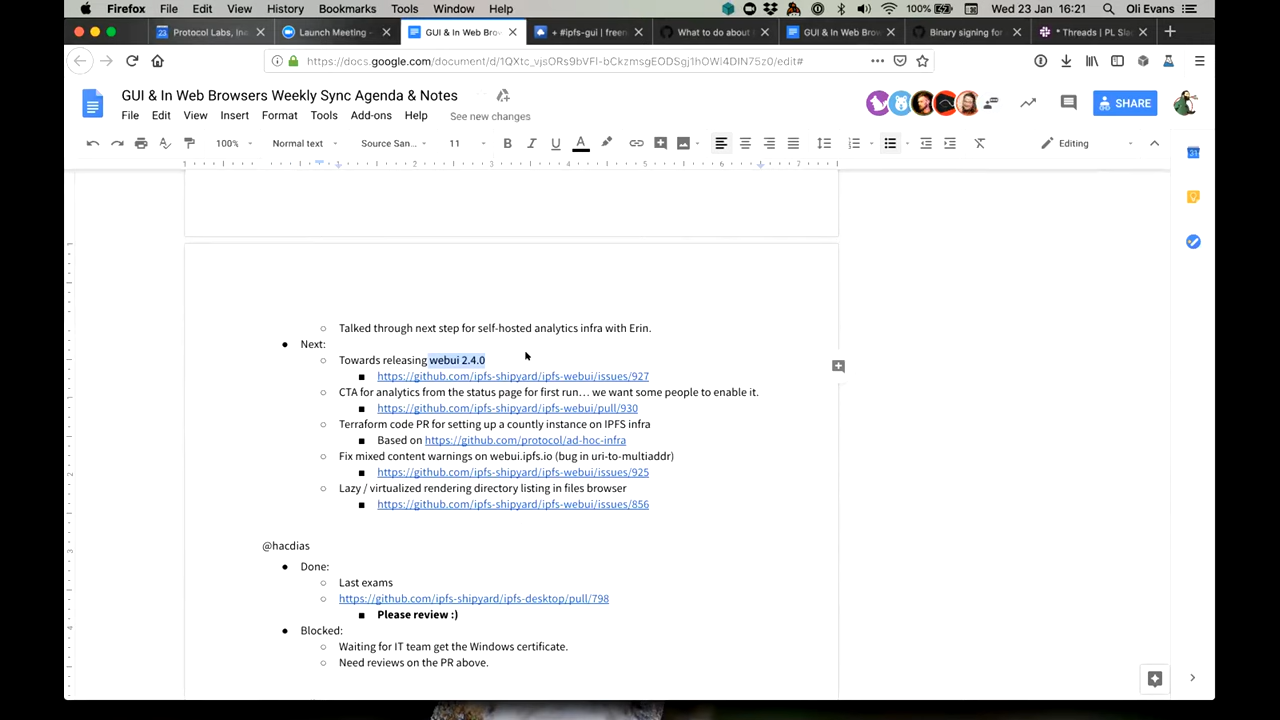 Firefox File Edit View History Bookmarks Tools Window Help 100% Wed 23 Jan 16:21 Oli Evans
Protocol Labs, Inc Launch Meeting - GUI & In Web Brow + #ipfs-gui | freen What to do about GUI & In Web Brow Binary signing for * Threads | PL Sla
https://docs.google.com/document/d/1QXtc_vjsORs9bVFI-bCkzmsgEODSgj1hOWi4DIN75z0/edit#
GUI & In Web Browsers Weekly Sync Agenda & Notes
File Edit View Insert Format Tools Add-ons Help See new changes SHARE
100% Normal text Source San... 11 B I U A Editing
Talked through next step for self-hosted analytics infra with Erin.
Next:
Towards releasing webui 2.4.0
https://github.com/ipfs-shipyard/ipfs-webui/issues/927
CTA for analytics from the status page for first run… we want some people to enable it.
https://github.com/ipfs-shipyard/ipfs-webui/pull/930
Terraform code PR for setting up a countly instance on IPFS infra
Based on https://github.com/protocol/ad-hoc-infra
Fix mixed content warnings on webui.ipfs.io (bug in uri-to-multiaddr)
https://github.com/ipfs-shipyard/ipfs-webui/issues/925
Lazy / virtualized rendering directory listing in files browser
https://github.com/ipfs-shipyard/ipfs-webui/issues/856
@hacdias
Done:
Last exams
https://github.com/ipfs-shipyard/ipfs-desktop/pull/798
Please review :)
Blocked:
Waiting for IT team get the Windows certificate.
Need reviews on the PR above.